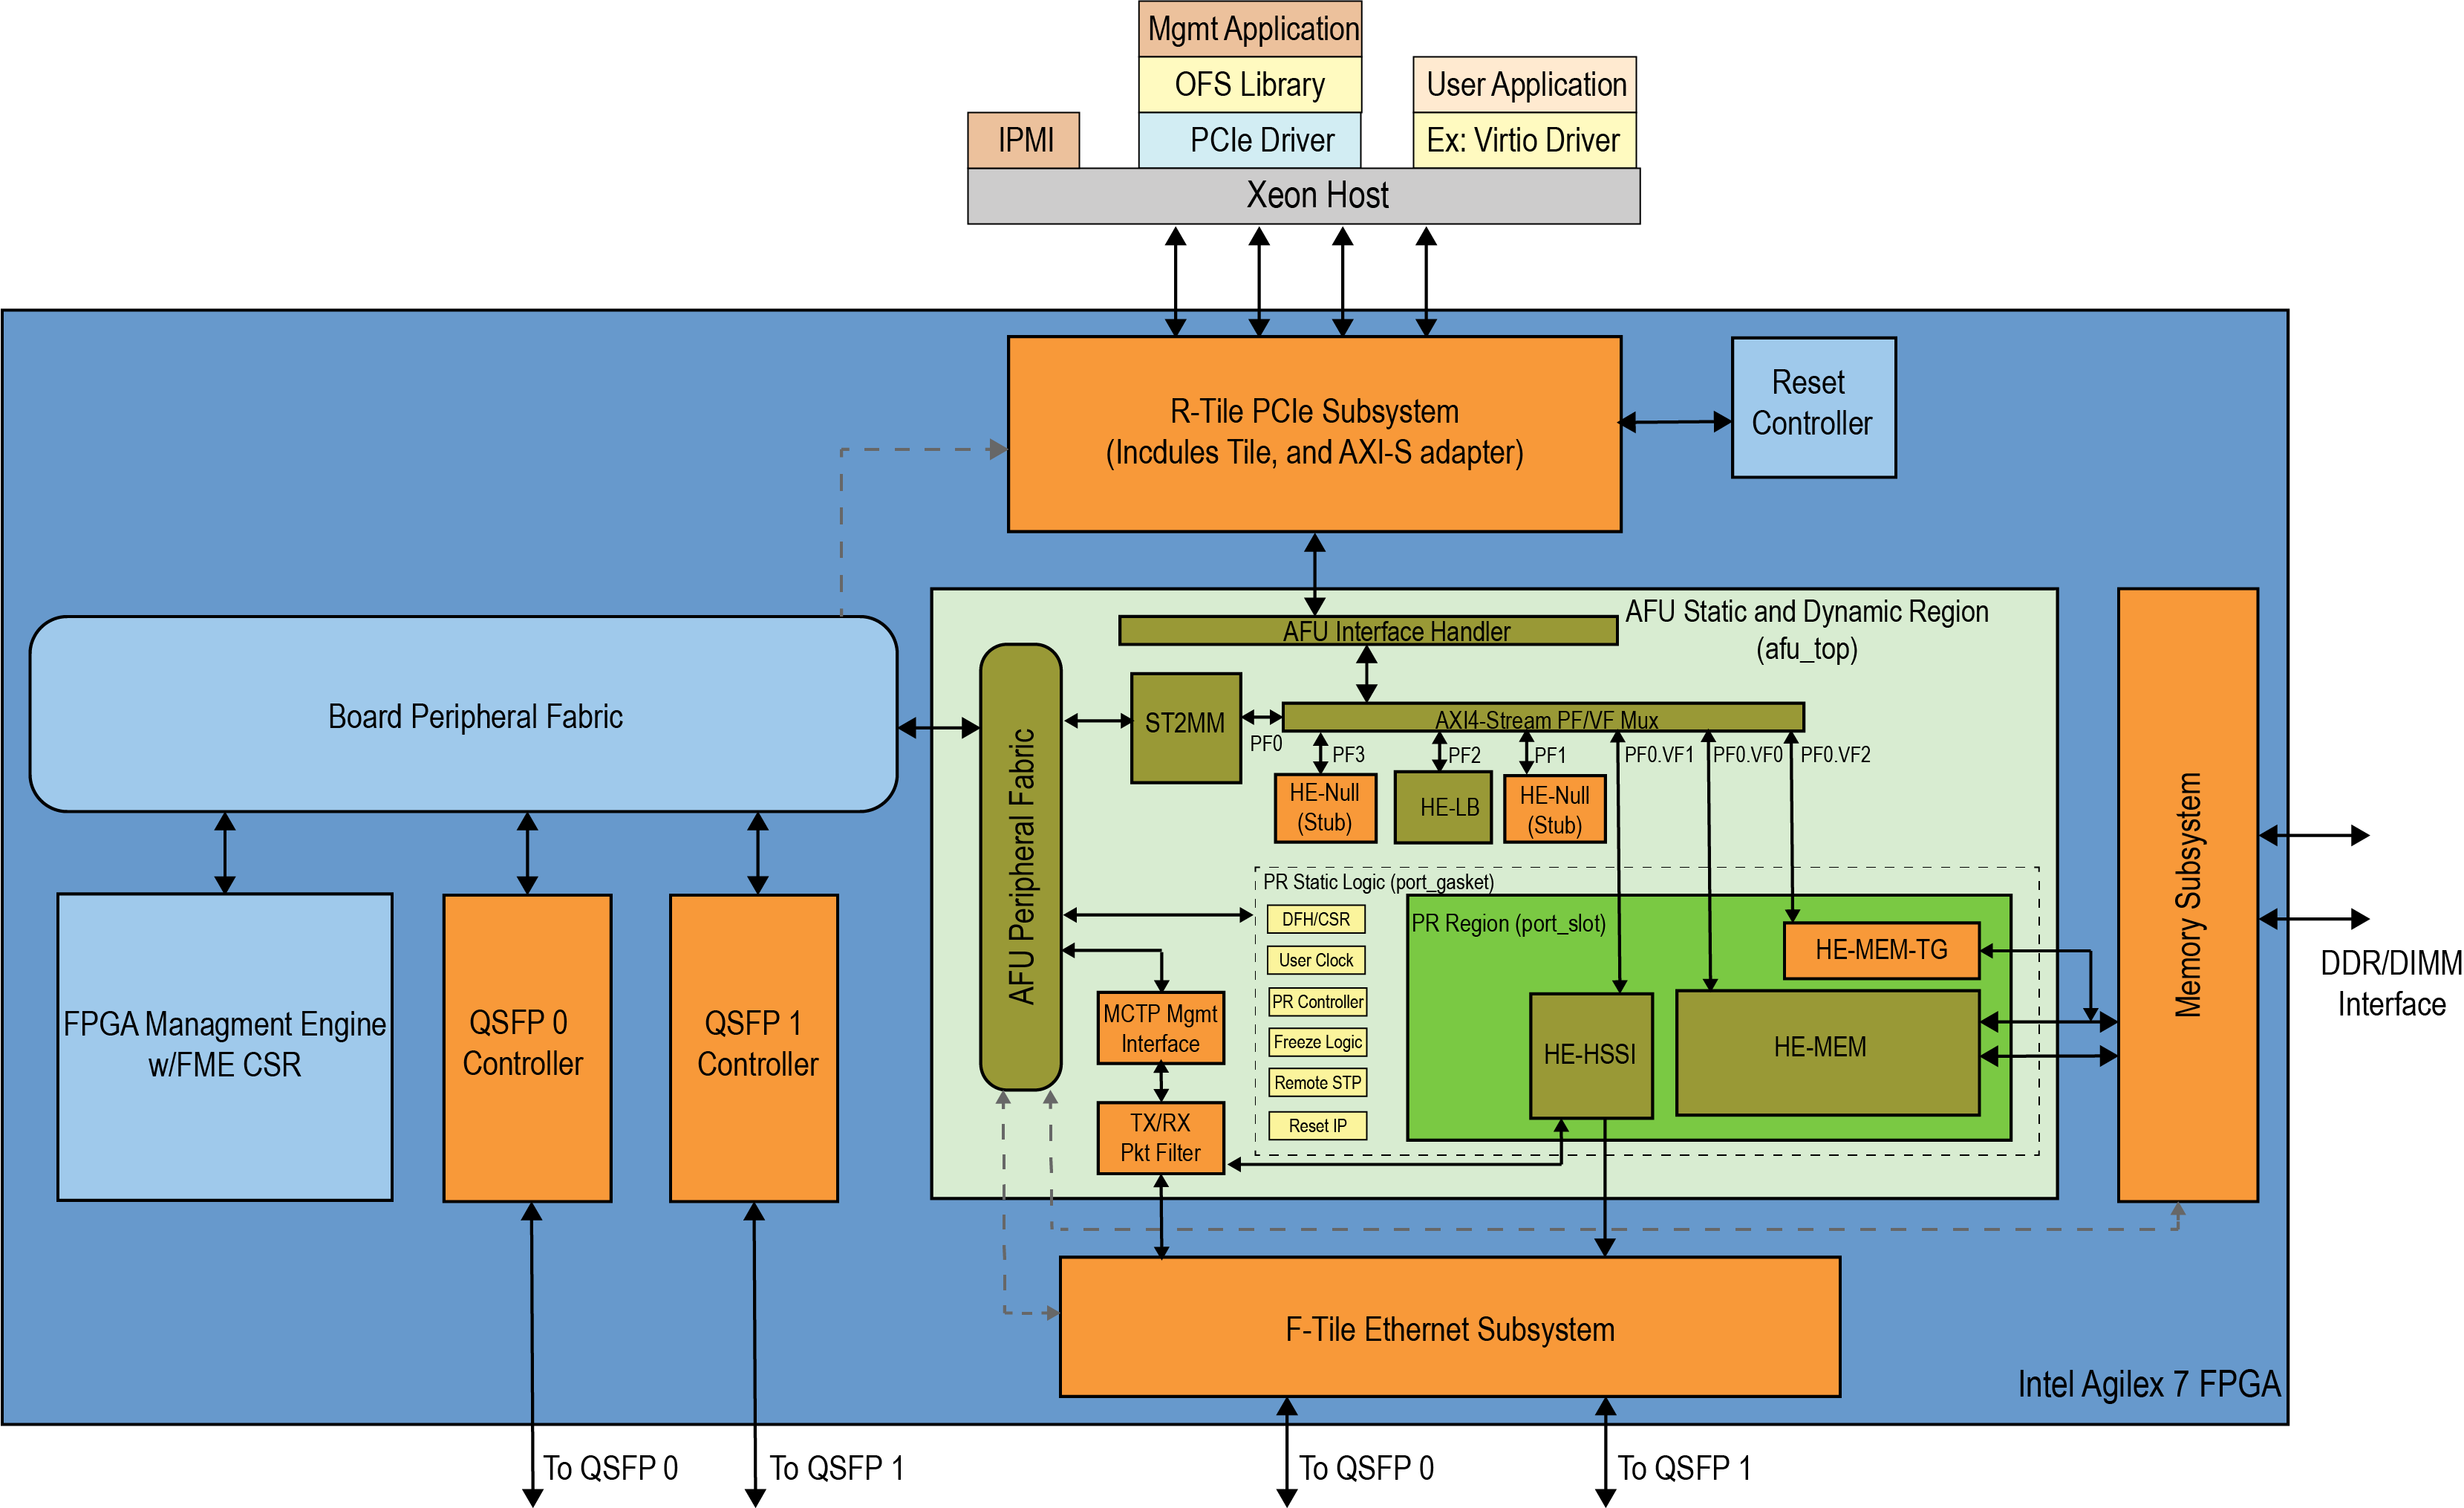 Mgmt Application
OFS Library
User Application
IPMI
PCIe Driver
Ex: Virtio Driver
Xeon Host
R-Tile PCIe Subsystem
(Incdules Tile, and AXI-S adapter)
Reset
Controller
AFU Static and Dynamic Region
(afu_top)
AFU Interface Handler
Board Peripheral Fabric
AFU Peripheral Fabric
ST2MM
PF0
AXI4-Stream PF/VF Mux
PF3
PF2
PF1
PF0.VF1
PF0.VF0
PF0.VF2
HE-Null
(Stub)
HE-LB
HE-Null
(Stub)
Memory Subsystem
PR Static Logic (port_gasket)
DFH/CSR
User Clock
PR Controller
Freeze Logic
Remote STP
Reset IP
PR Region (port_slot)
HE-MEM-TG
HE-HSSI
HE-MEM
DDR/DIMM
Interface
FPGA Managment Engine
w/FME CSR
QSFP 0
Controller
QSFP 1
Controller
MCTP Mgmt
Interface
TX/RX
Pkt Filter
F-Tile Ethernet Subsystem
Intel Agilex 7 FPGA
To QSFP 0
To QSFP 1
To QSFP 0
To QSFP 1